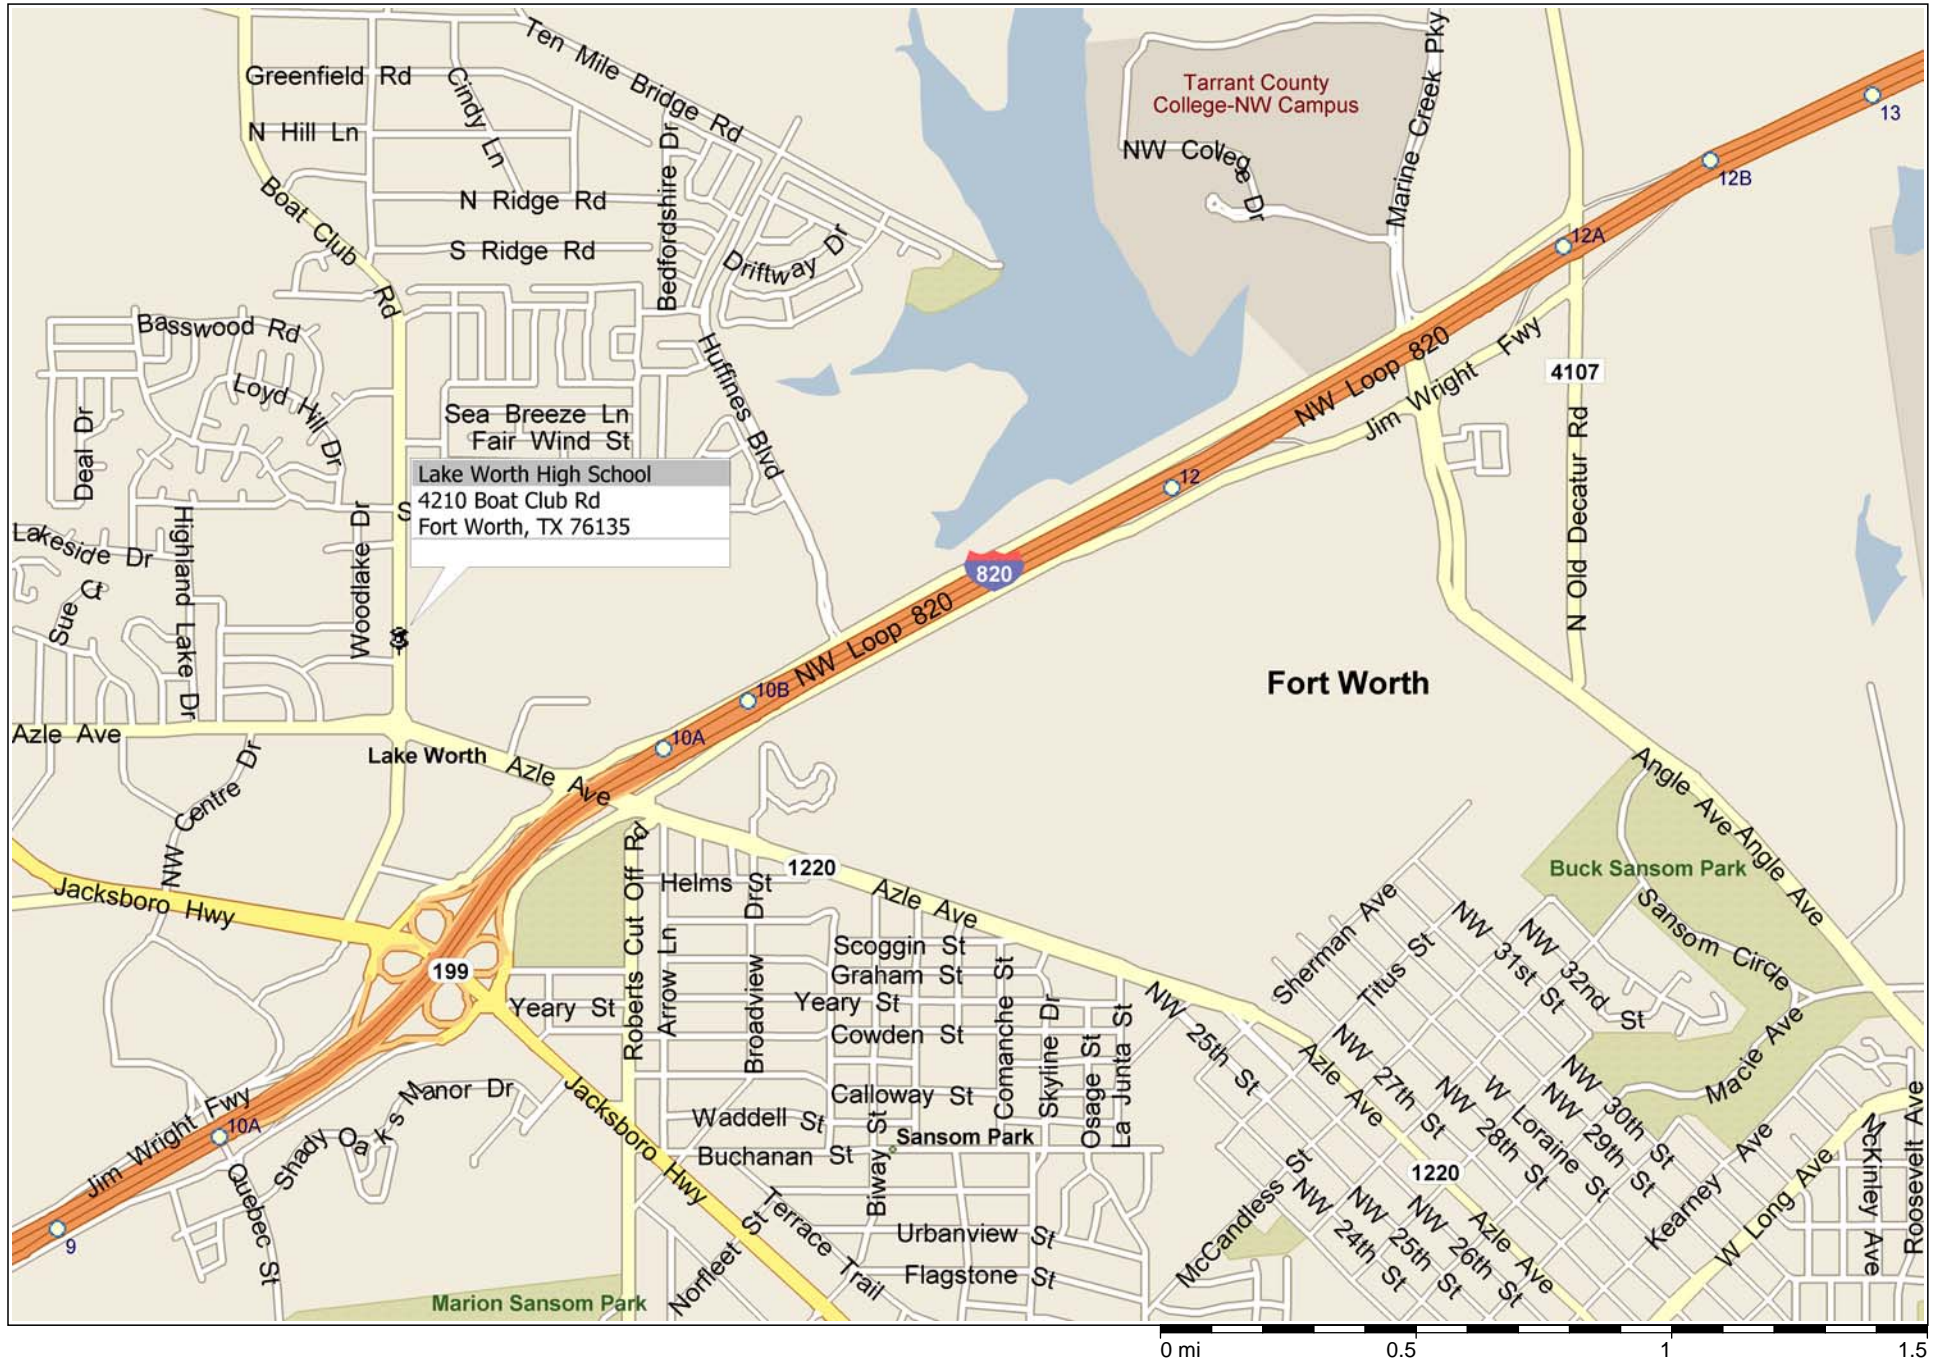 Ten Mile Bridge Rd
Greenfield Rd
Cindy Ln
N Hill Ln
Bedfordshire Dr
Boat Club Rd
N Ridge Rd
S Ridge Rd
Driftway Dr
Tarrant County
College-NW Campus
NW College Dr
Marine Creek Pky
13
12B
12A
Basswood Rd
Loyd Hill Dr
Deal Dr
Huffines Blvd
Sea Breeze Ln
Fair Wind St
NW Loop 820
Jim Wright Fwy
4107
N Old Decatur Rd
Lake Worth High School
4210 Boat Club Rd
Fort Worth, TX 76135
S
12
820
Lakeside Dr
Sue Ct
Highland Lake Dr
Woodlake Dr
NW Loop 820
Fort Worth
10B
10A
Azle Ave
Lake Worth
Azle Ave
NW Centre Dr
Angle Ave
Angle Ave
Buck Sansom Park
Sansom Circle
Jacksboro Hwy
199
Roberts Cut Off Rd
Helms St
1220
Azle Ave
Arrow Ln
Broadview Dr
Scoggin St
Graham St
Yeary St
Yeary St
Cowden St
Calloway St
Comanche St
Skyline Dr
Osage St
La Junta St
Sherman Ave
Titus St
NW 31st St
NW 32nd St
NW 25th St
Azle Ave
NW 27th St
NW 28th St
W Loraine St
NW 29th St
NW 30th St
Macie Ave
Jim Wright Fwy
10A
9
Quebec St
Shady Oaks Manor Dr
Jacksboro Hwy
Waddell St
Buchanan St
Biway St
Sansom Park
Terrace Trail
Norfleet St
Urbanview St
Flagstone St
Marion Sansom Park
McCandless St
NW 24th St
NW 25th St
NW 26th St
1220
Azle Ave
Kearney Ave
W Long Ave
McKinley Ave
Roosevelt Ave
0 mi 0.5 1 1.5